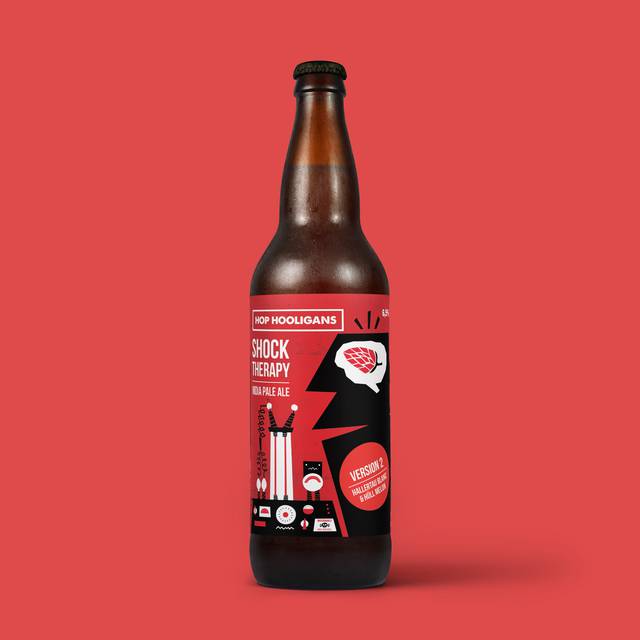 HOP HOOLIGANS
SHOCK
THERAPY
INDIA PALE ALE
VERSION 2
HALLERTAU BLANC
& HÜLL MELON